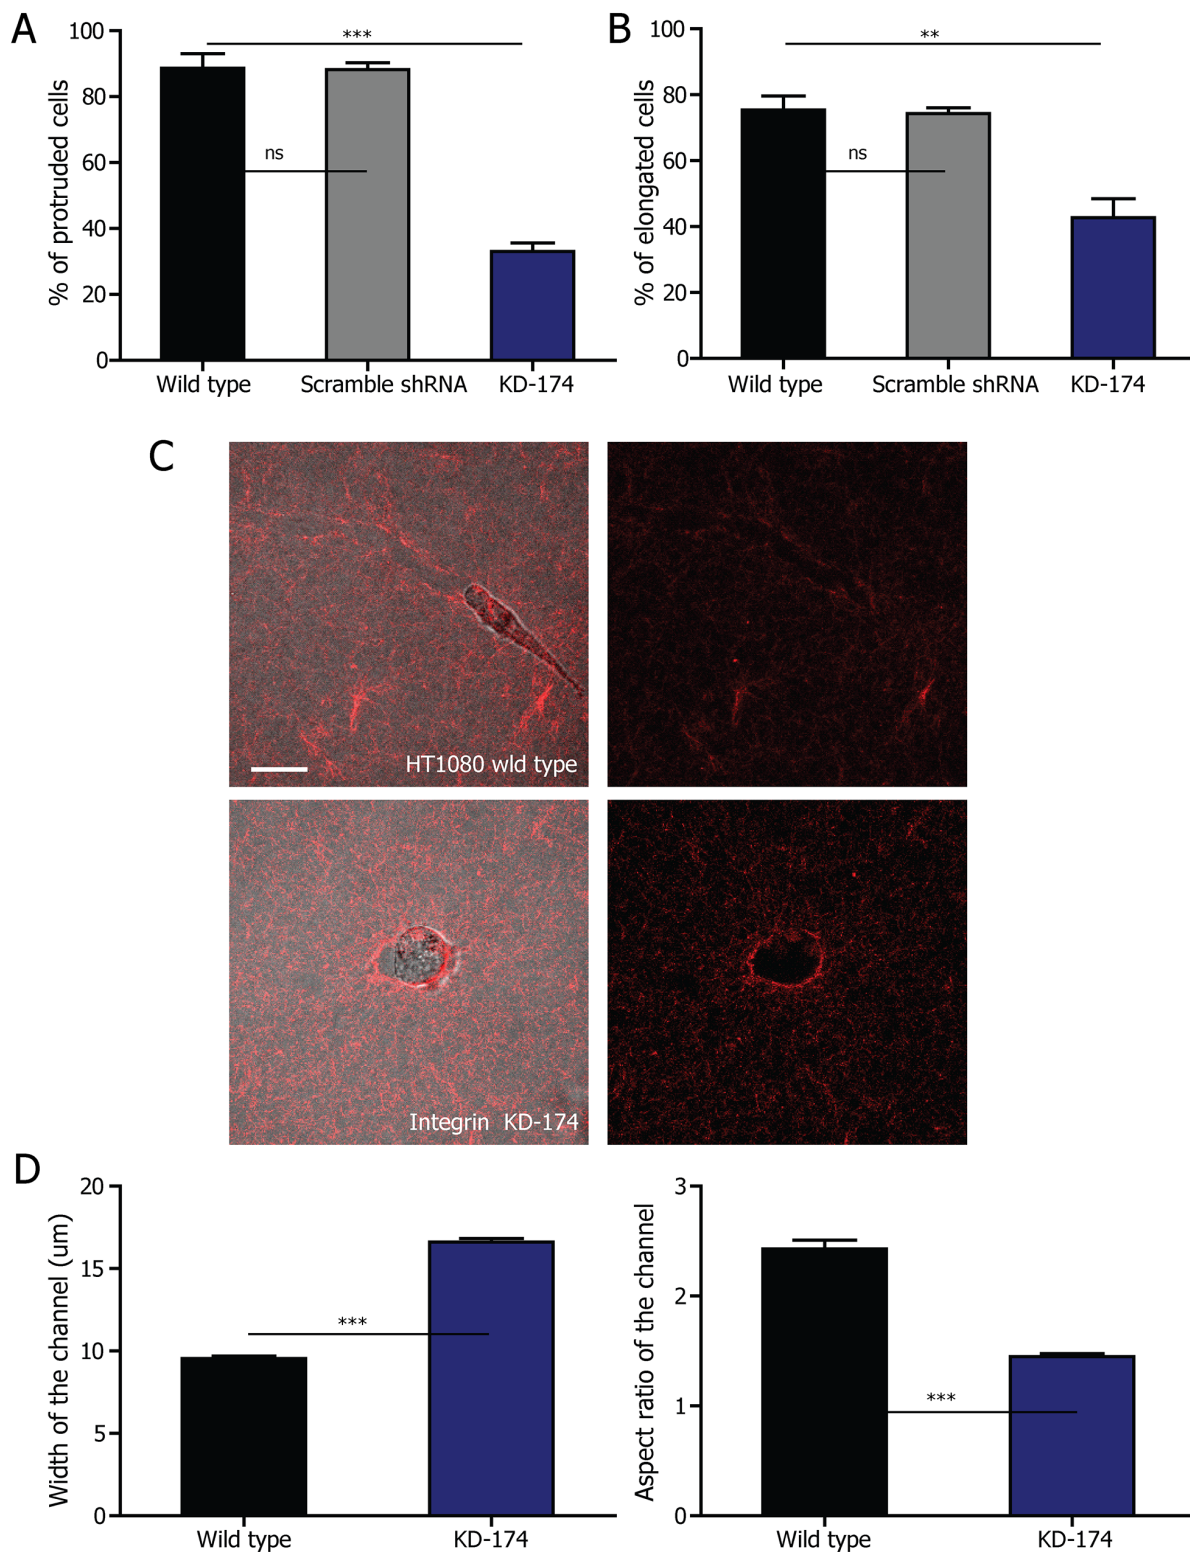 A
% of protruded cells
100
80
60
40
20
0
***
ns
Wild type
Scramble shRNA
KD-174
B
% of elongated cells
100
80
60
40
20
0
**
ns
Wild type
Scramble shRNA
KD-174
C
HT1080 wld type
Integrin KD-174
D
Width of the channel (um)
20
15
10
5
0
***
Wild type
KD-174
Aspect ratio of the channel
3
2
1
0
***
Wild type
KD-174